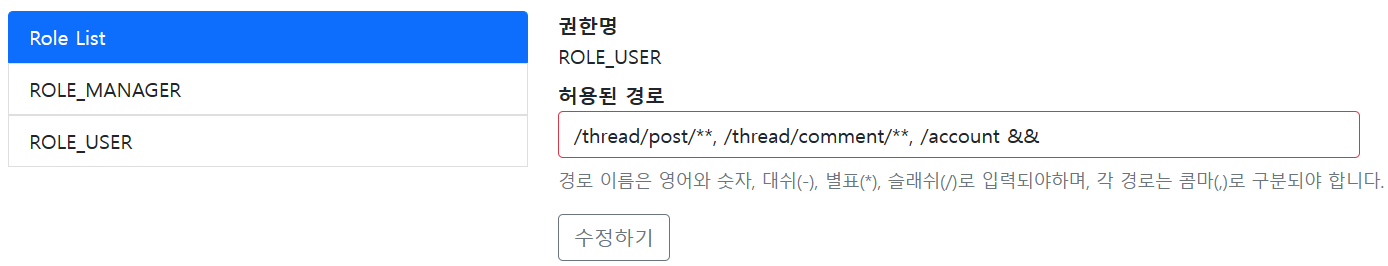 Role List
ROLE_MANAGER
ROLE_USER
권한명
ROLE_USER
허용된 경로
/thread/post/**, /thread/comment/**, /account &&
경로 이름은 영어와 숫자, 대쉬(-), 별표(*), 슬래쉬(/)로 입력되야하며, 각 경로는 콤마(,)로 구분되야 합니다.
수정하기